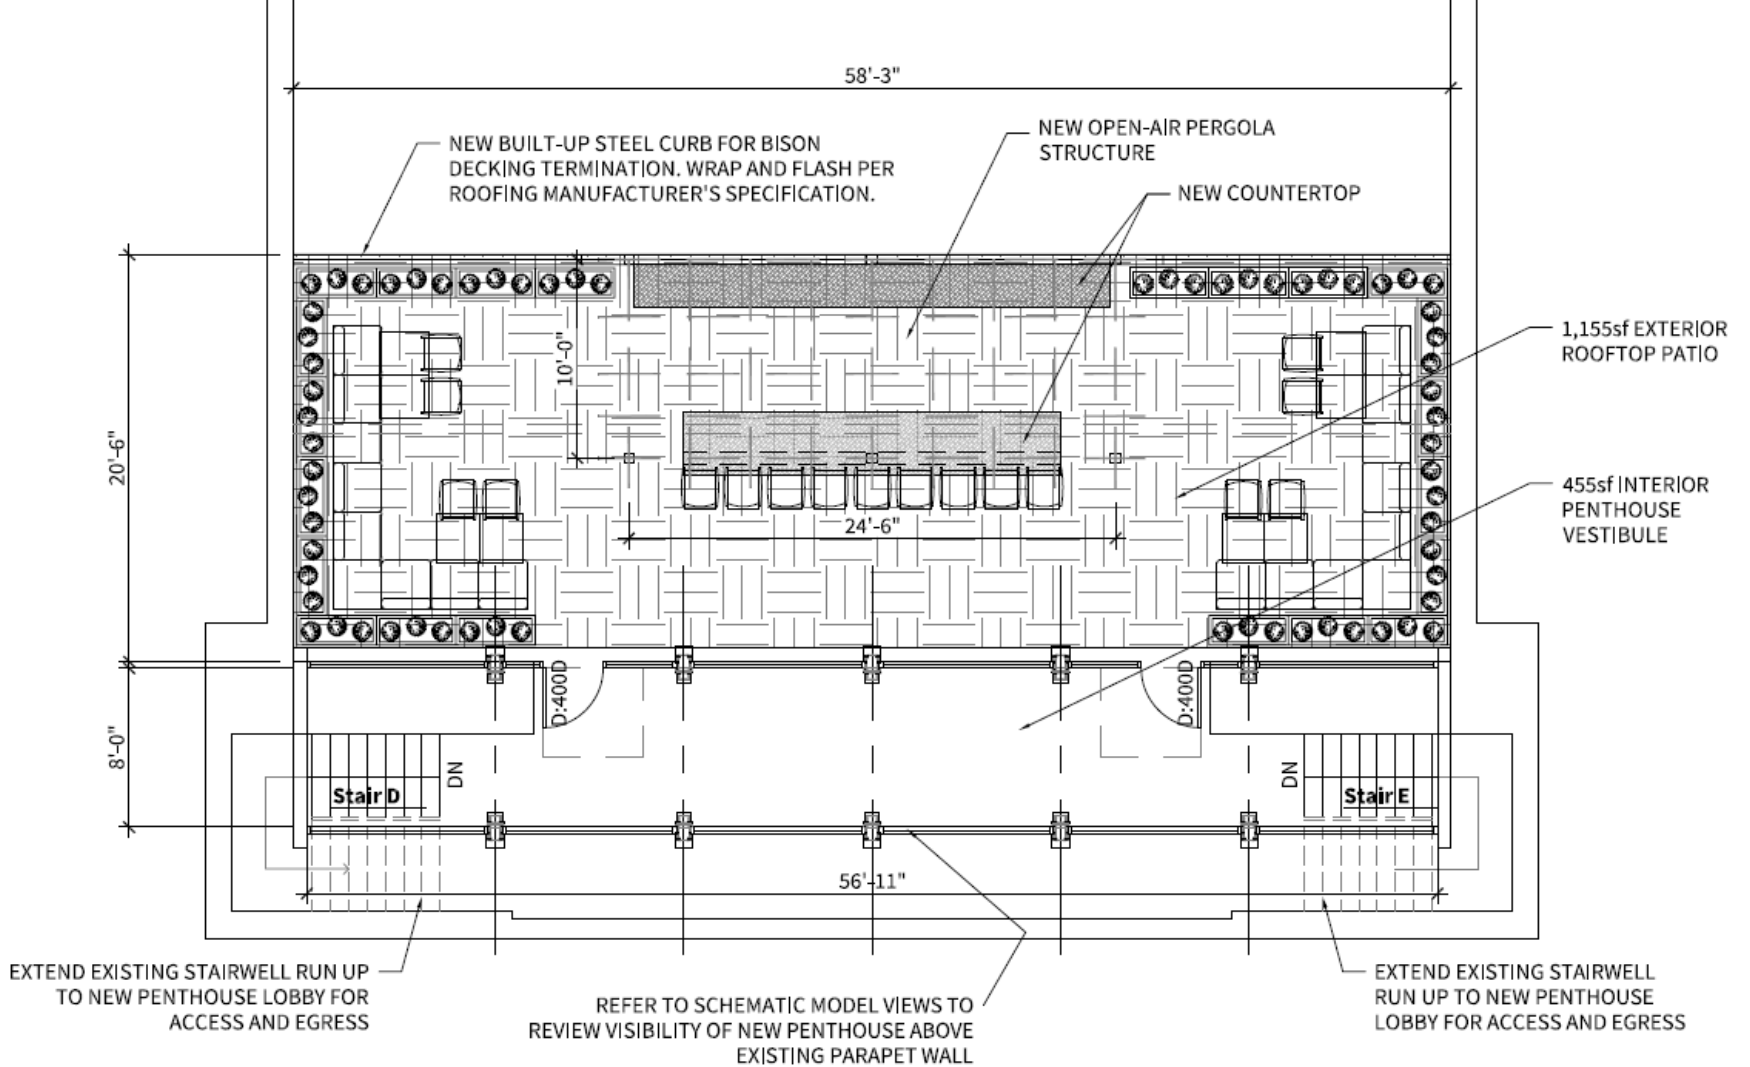 58'-3"
NEW BUILT-UP STEEL CURB FOR BISON
DECKING TERMINATION. WRAP AND FLASH PER
ROOFING MANUFACTURER'S SPECIFICATION.
NEW OPEN-AIR PERGOLA
STRUCTURE
NEW COUNTERTOP
1,155sf EXTERIOR
ROOFTOP PATIO
10'-0"
20'-6"
455sf INTERIOR
PENTHOUSE
VESTIBULE
24'-6"
D:400D
D:400D
8'-0"
DN
DN
Stair D
Stair E
56'-11"
EXTEND EXISTING STAIRWELL RUN UP
TO NEW PENTHOUSE LOBBY FOR
ACCESS AND EGRESS
REFER TO SCHEMATIC MODEL VIEWS TO
REVIEW VISIBILITY OF NEW PENTHOUSE ABOVE
EXISTING PARAPET WALL
EXTEND EXISTING STAIRWELL
RUN UP TO NEW PENTHOUSE
LOBBY FOR ACCESS AND EGRESS